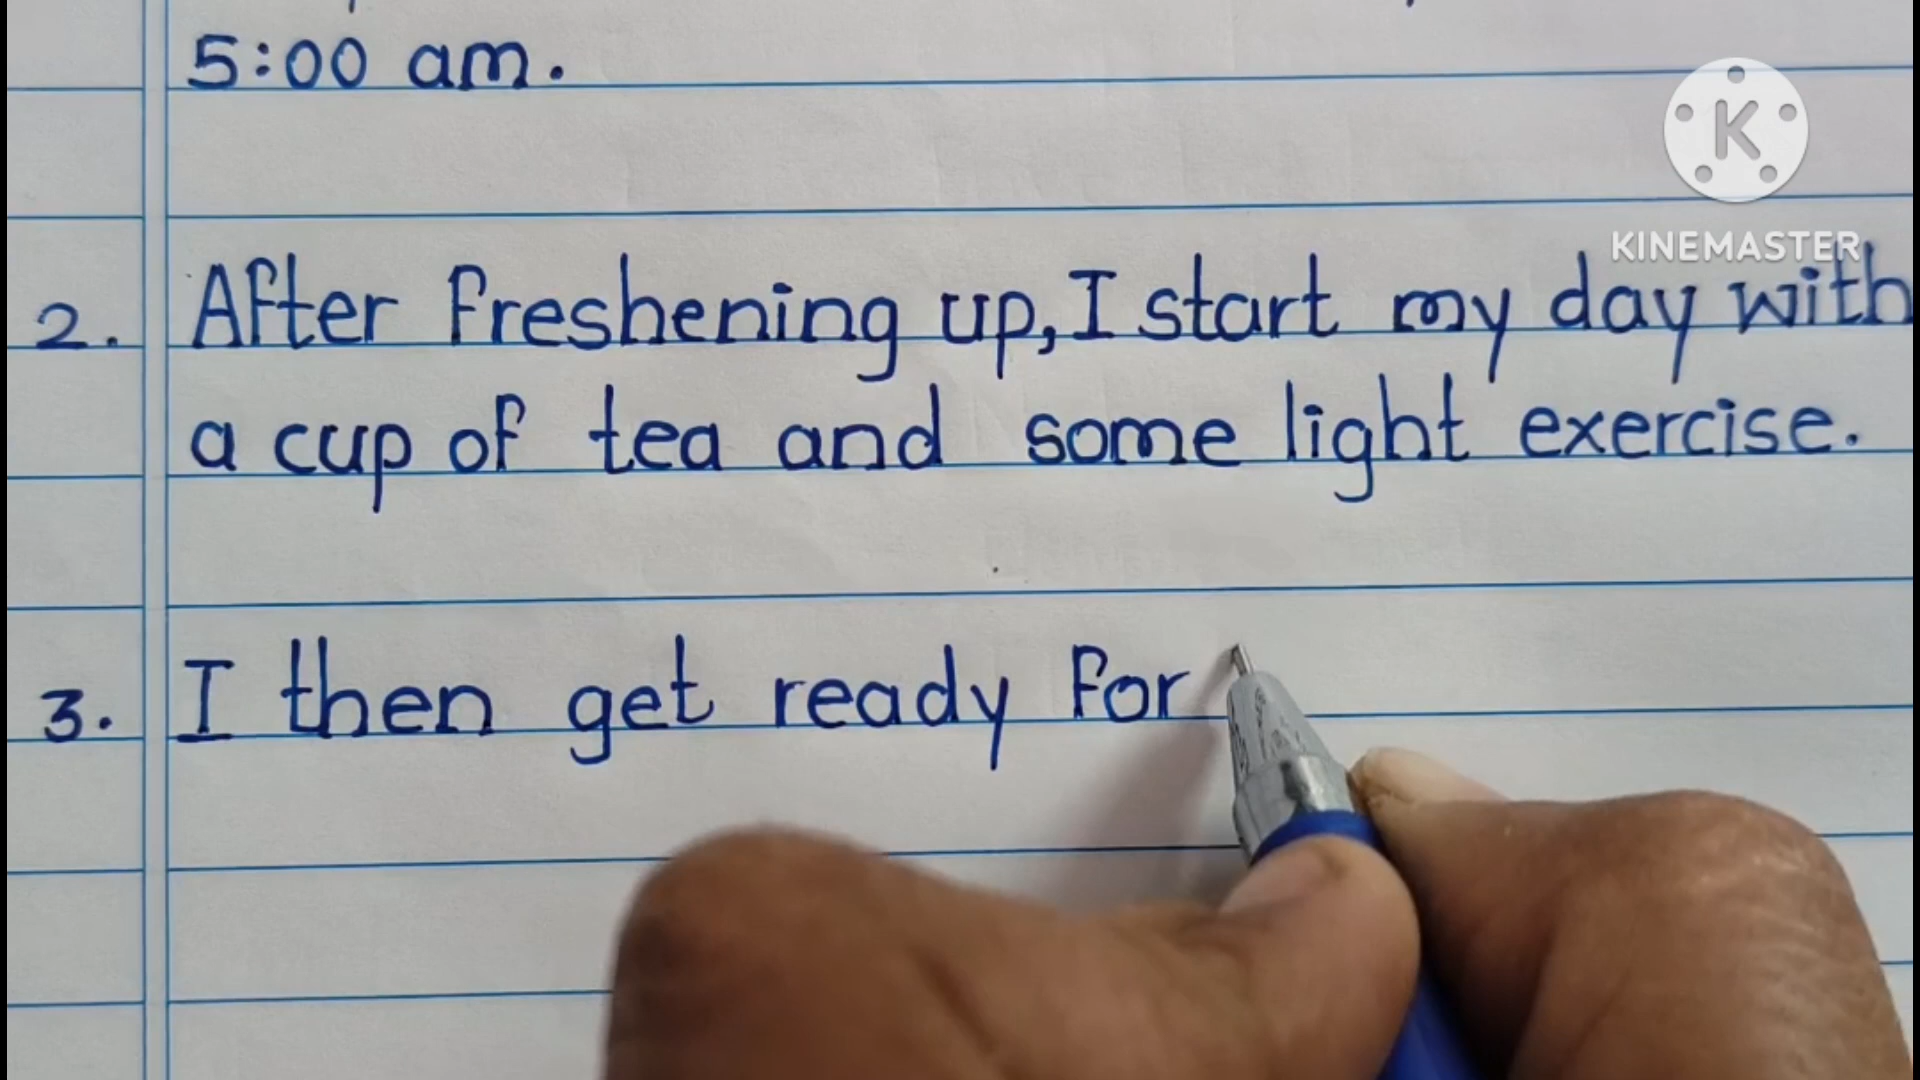 5:00 am.
K
KINEMASTER
2. After freshening up, I start my day with
a cup of tea and some light exercise.
3. I then get ready for